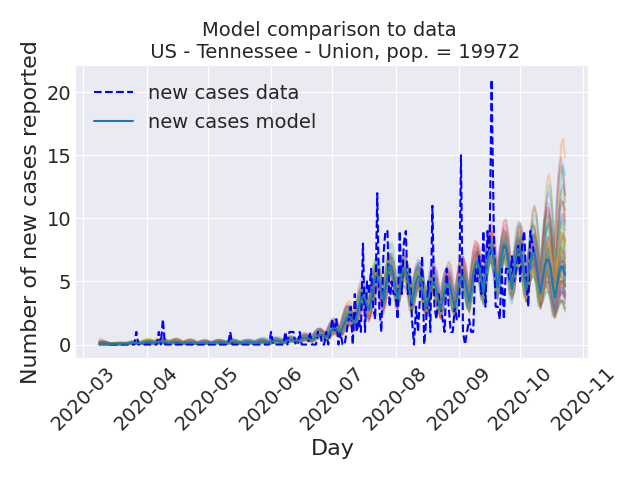 Model comparison to data
US - Tennessee - Union, pop. = 19972
Number of new cases reported
20
15
10
5
0
new cases data
new cases model
2020-03
2020-04
2020-05
2020-06
2020-07
2020-08
2020-09
2020-10
2020-11
Day